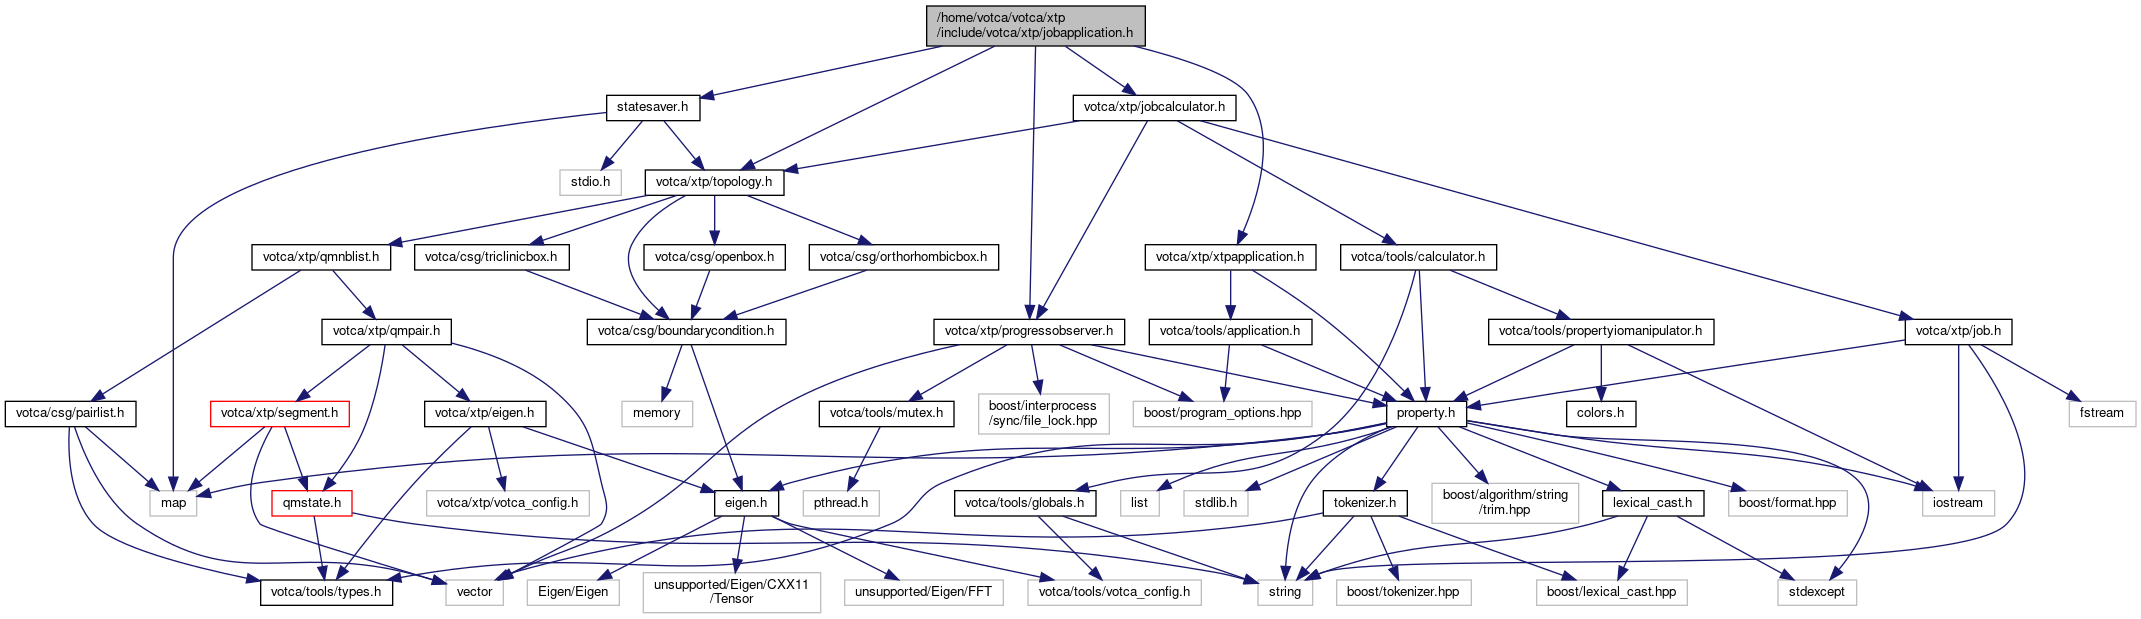 /home/votca/votca/xtp
/include/votca/xtp/jobapplication.h
statesaver.h
votca/xtp/jobcalculator.h
stdio.h
votca/xtp/topology.h
votca/xtp/qmnblist.h
votca/csg/triclinicbox.h
votca/csg/openbox.h
votca/csg/orthorhombicbox.h
votca/xtp/xtpapplication.h
votca/tools/calculator.h
votca/xtp/qmpair.h
votca/csg/boundarycondition.h
votca/xtp/progressobserver.h
votca/tools/application.h
votca/tools/propertyiomanipulator.h
votca/xtp/job.h
votca/csg/pairlist.h
votca/xtp/segment.h
votca/xtp/eigen.h
memory
votca/tools/mutex.h
boost/interprocess
/sync/file_lock.hpp
boost/program_options.hpp
property.h
colors.h
fstream
map
qmstate.h
votca/xtp/votca_config.h
eigen.h
pthread.h
votca/tools/globals.h
list
stdlib.h
tokenizer.h
boost/algorithm/string
/trim.hpp
lexical_cast.h
boost/format.hpp
iostream
votca/tools/types.h
vector
Eigen/Eigen
unsupported/Eigen/CXX11
/Tensor
unsupported/Eigen/FFT
votca/tools/votca_config.h
string
boost/tokenizer.hpp
boost/lexical_cast.hpp
stdexcept